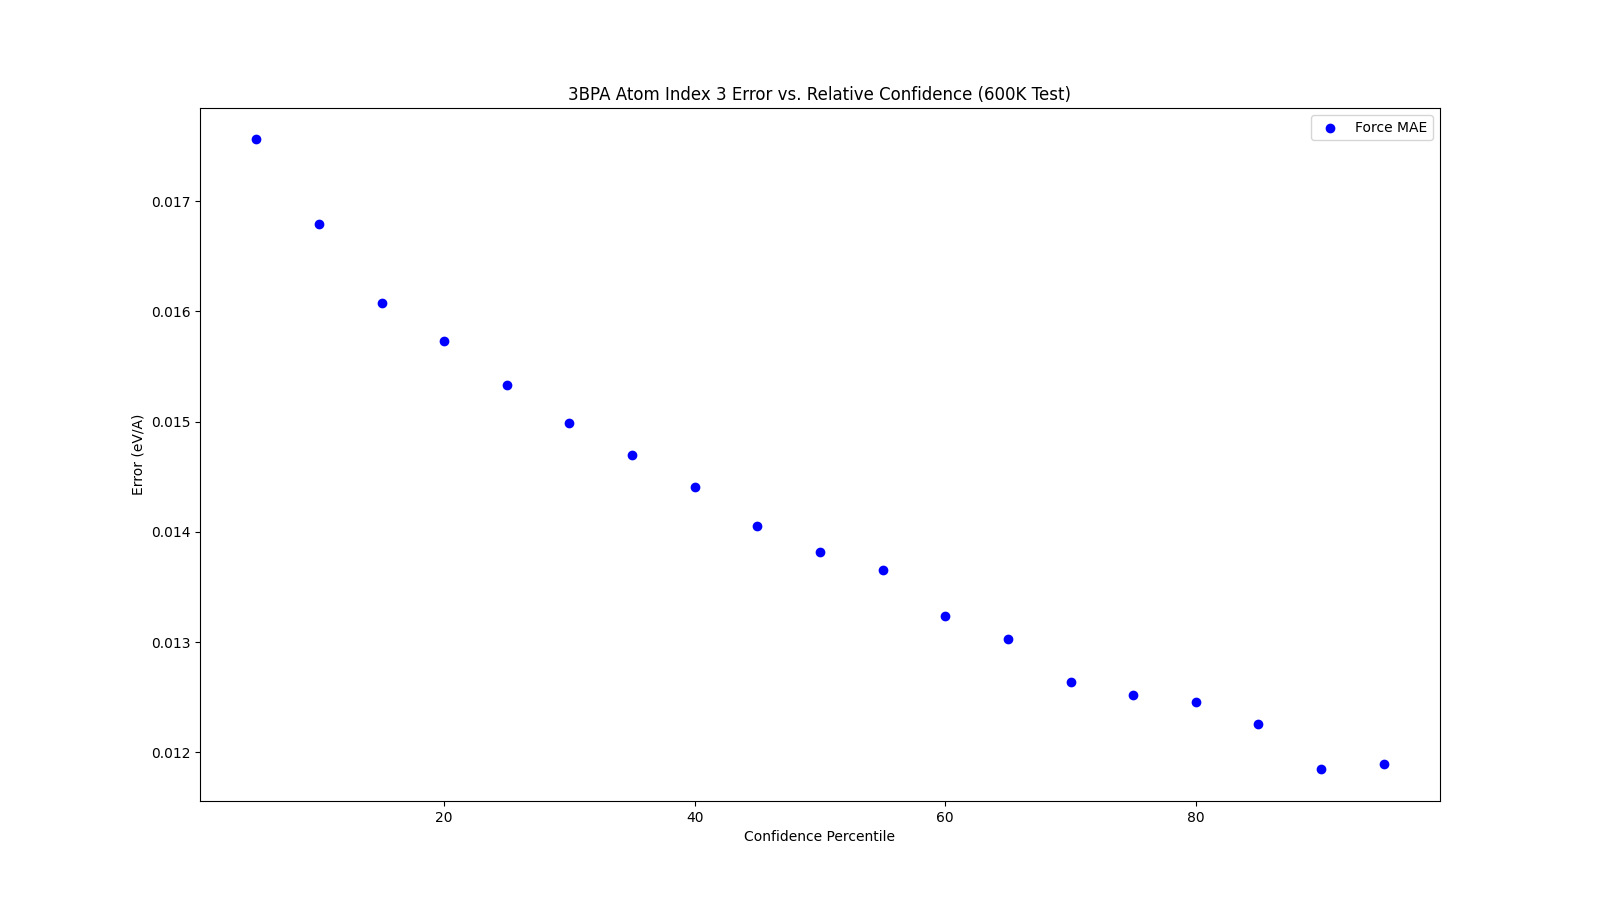 3BPA Atom Index 3 Error vs. Relative Confidence (600K Test)
Force MAE
0.017
0.016
0.015
0.014
0.013
0.012
Error (eV/A)
20 40 60 80
Confidence Percentile